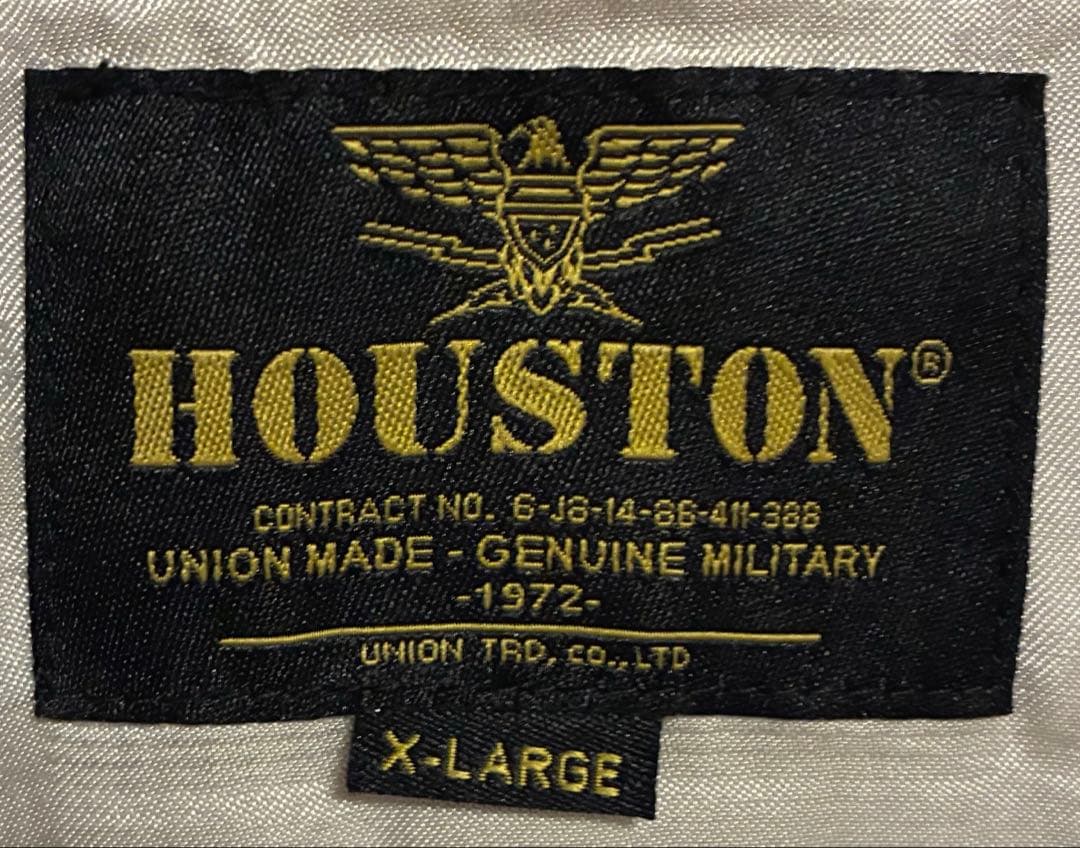 HOUSTON®
CONTRACT NO. 6-J8-14-86-411-388
UNION MADE - GENUINE MILITARY
-1972-
UNION TRD. CO., LTD
X-LARGE